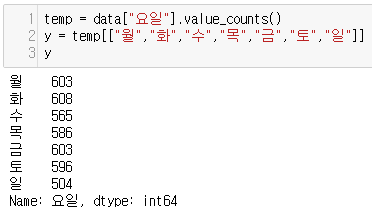 1 temp = data["요일"].value_counts()
2 y = temp[["월","화","수","목","금","토","일"]]
3 y
월 603
화 608
수 565
목 586
금 603
토 596
일 504
Name: 요일, dtype: int64